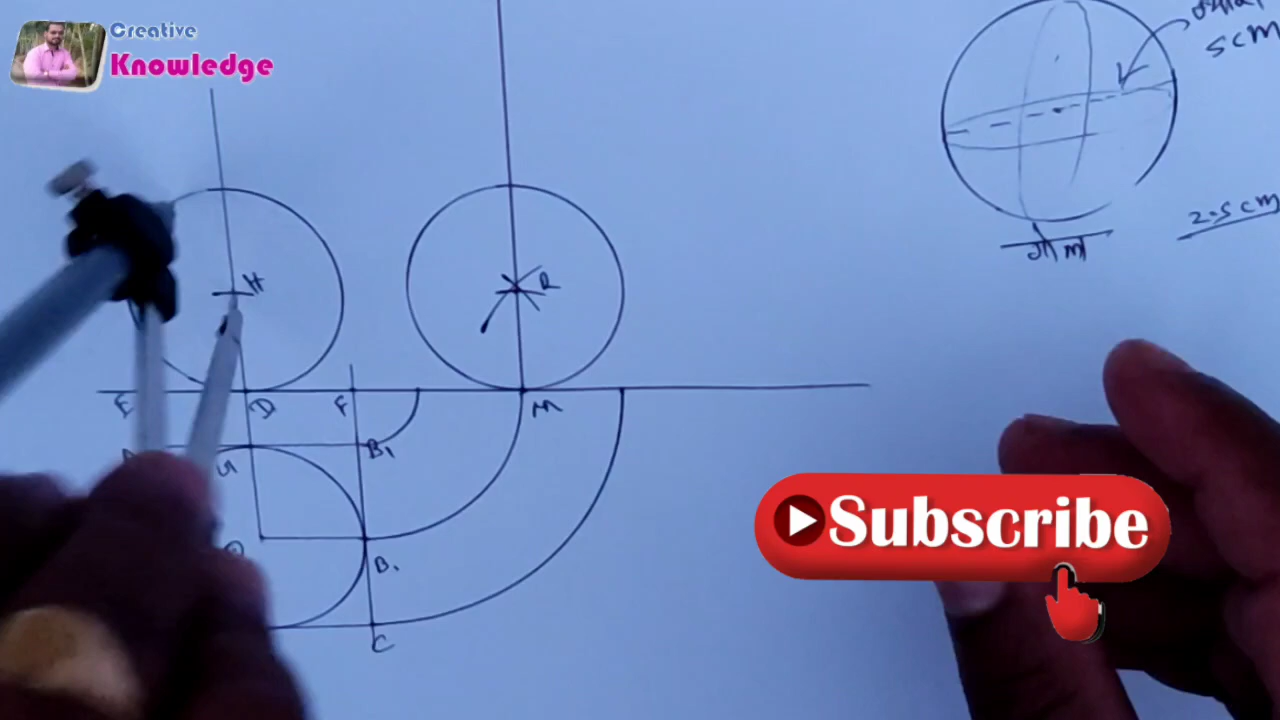 Creative
Knowledge
5cm
2.5cm
गोला
H
R
E
D
F
M
B₁
G
B.
C
Subscribe